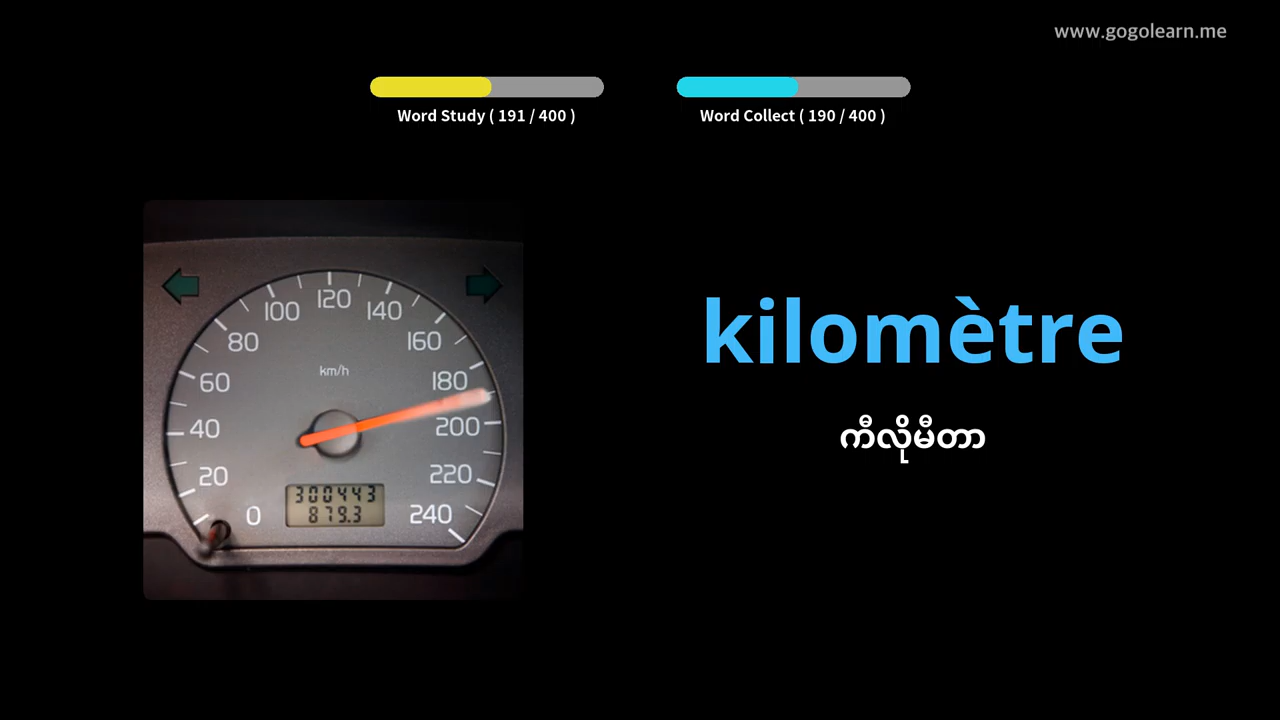 www.gogolearn.me
Word Study ( 191 / 400 )
Word Collect ( 190 / 400 )
120
100
140
80
160
km/h
60
180
40
200
20
220
300443
0
879.3
240
kilomètre
ကီလိုမီတာ